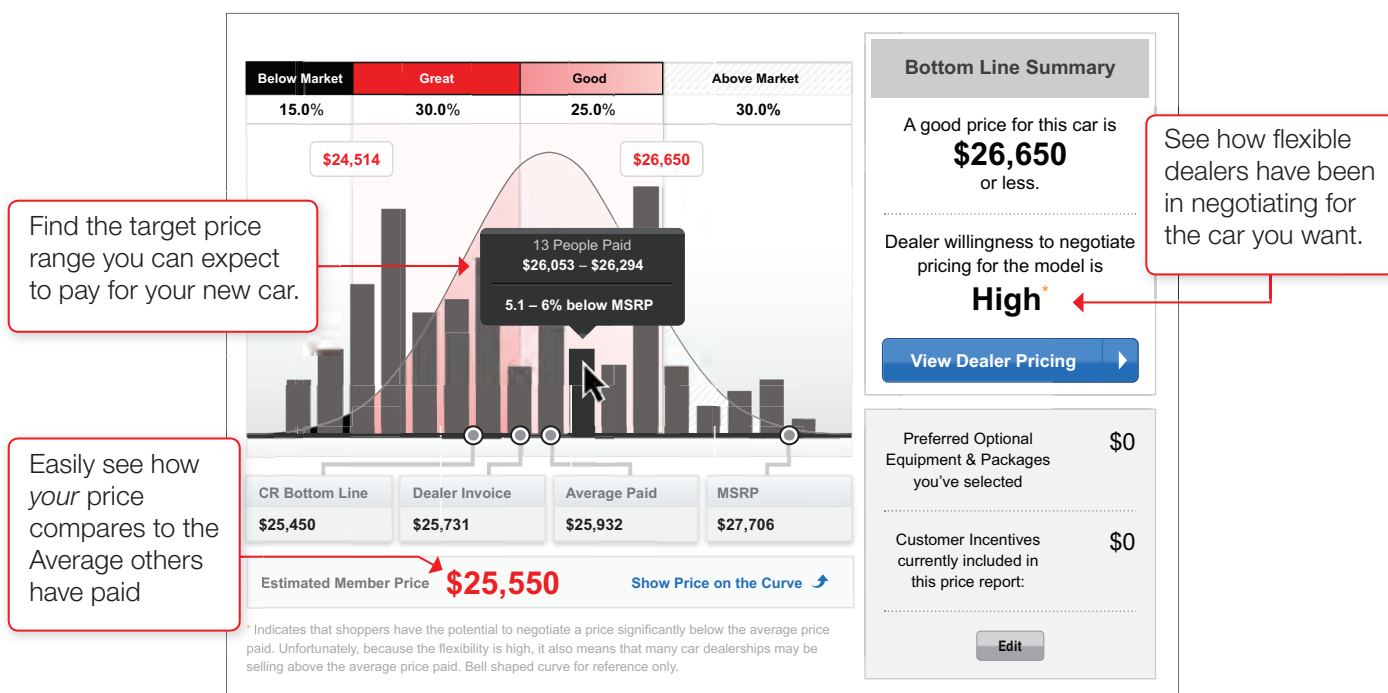 Below Market
Great
Good
Above Market
15.0%
30.0%
25.0%
30.0%
$24,514
$26,650
13 People Paid
$26,053 – $26,294
5.1 – 6% below MSRP
Find the target price
range you can expect
to pay for your new car.
Easily see how
your price
compares to the
Average others
have paid
CR Bottom Line
$25,450
Dealer Invoice
$25,731
Average Paid
$25,932
MSRP
$27,706
Estimated Member Price $25,550
Show Price on the Curve
* Indicates that shoppers have the potential to negotiate a price significantly below the average price
paid. Unfortunately, because the flexibility is high, it also means that many car dealerships may be
selling above the average price paid. Bell shaped curve for reference only.
Bottom Line Summary
A good price for this car is
$26,650
or less.
Dealer willingness to negotiate
pricing for the model is
High*
View Dealer Pricing
See how flexible
dealers have been
in negotiating for
the car you want.
Preferred Optional
Equipment & Packages
you've selected
$0
Customer Incentives
currently included in
this price report:
$0
Edit